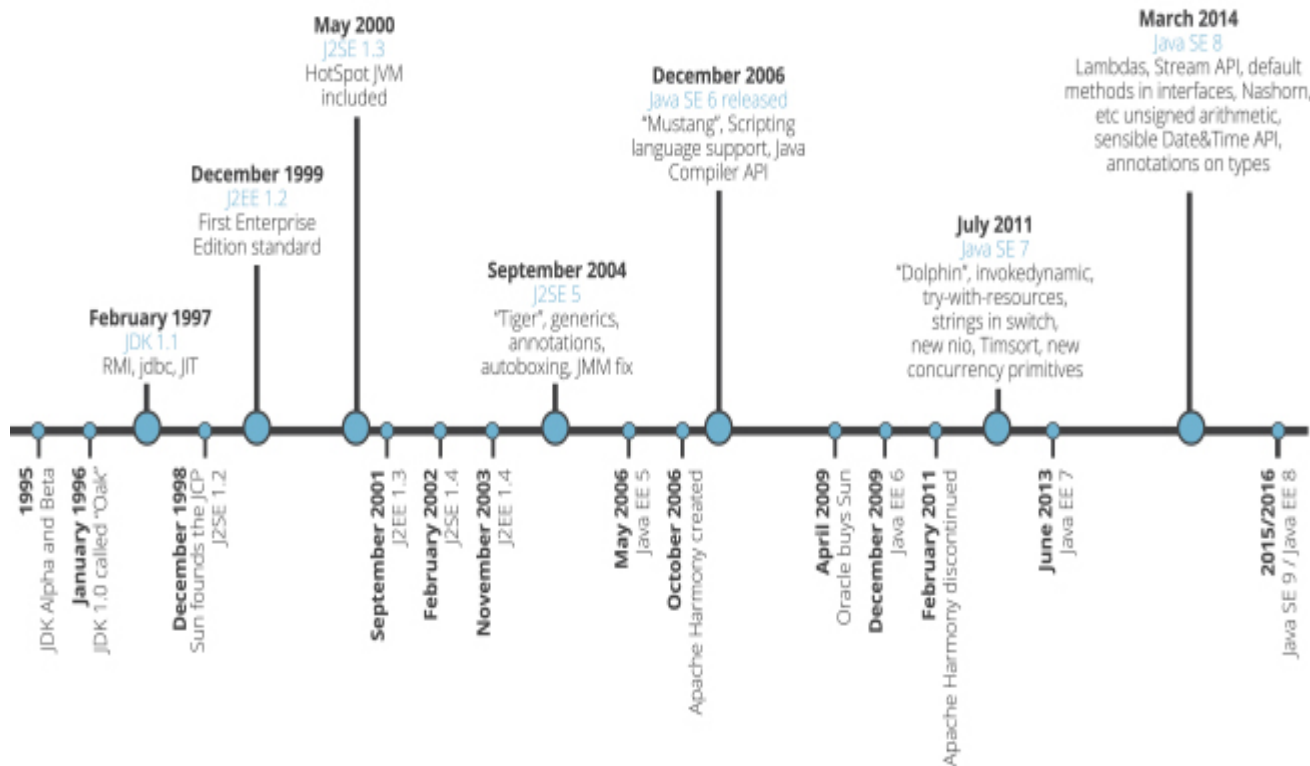 May 2000
J2SE 1.3
HotSpot JVM
included
March 2014
Java SE 8
Lambdas, Stream API, default
methods in interfaces, Nashorn,
etc unsigned arithmetic,
sensible Date&Time API,
annotations on types
December 2006
Java SE 6 released
"Mustang", Scripting
language support, Java
Compiler API
December 1999
J2EE 1.2
First Enterprise
Edition standard
July 2011
Java SE 7
"Dolphin", invokedynamic,
try-with-resources,
strings in switch,
new nio, Timsort, new
concurrency primitives
September 2004
J2SE 5
"Tiger", generics,
annotations,
autoboxing, JMM fix
February 1997
JDK 1.1
RMI, jdbc, JIT
1995
JDK Alpha and Beta
January 1996
JDK 1.0 called "Oak"
December 1998
Sun founds the JCP
J2SE 1.2
September 2001
J2EE 1.3
February 2002
J2SE 1.4
November 2003
J2EE 1.4
May 2006
Java EE 5
October 2006
Apache Harmony created
April 2009
Oracle buys Sun
December 2009
Java EE 6
February 2011
Apache Harmony discontinued
June 2013
Java EE 7
2015/2016
Java SE 9 / Java EE 8